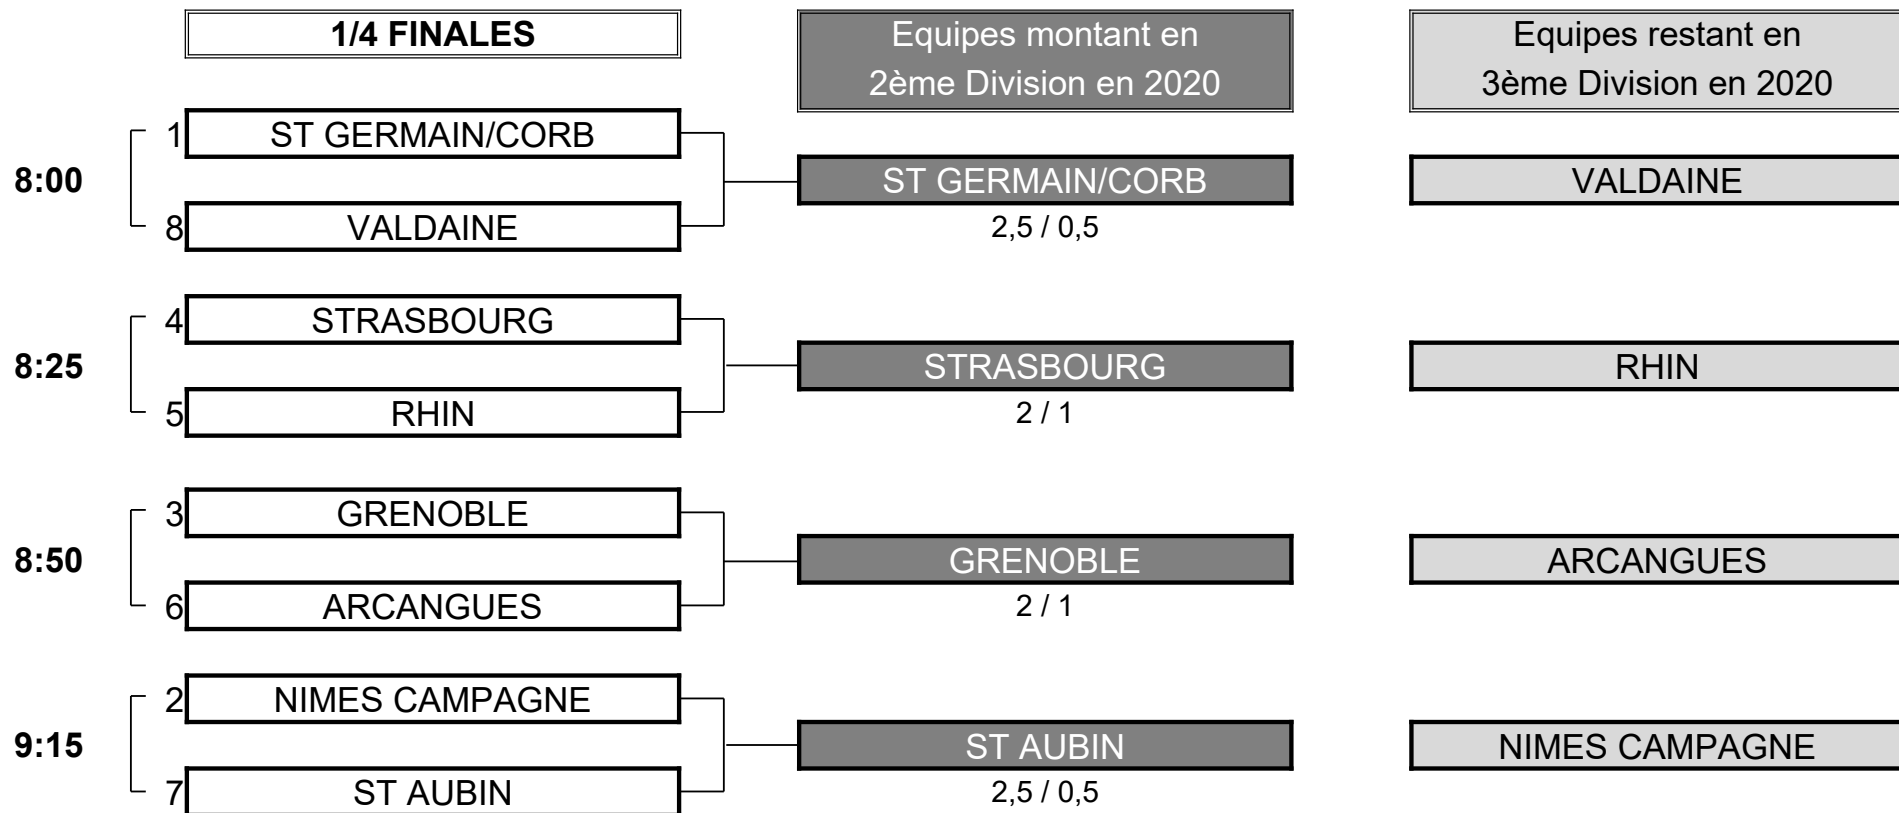 1/4 FINALES
Equipes montant en
2ème Division en 2020
Equipes restant en
3ème Division en 2020
8:00
1 ST GERMAIN/CORB
8 VALDAINE
ST GERMAIN/CORB
2,5 / 0,5
VALDAINE
8:25
4 STRASBOURG
5 RHIN
STRASBOURG
2 / 1
RHIN
8:50
3 GRENOBLE
6 ARCANGUES
GRENOBLE
2 / 1
ARCANGUES
9:15
2 NIMES CAMPAGNE
7 ST AUBIN
ST AUBIN
2,5 / 0,5
NIMES CAMPAGNE